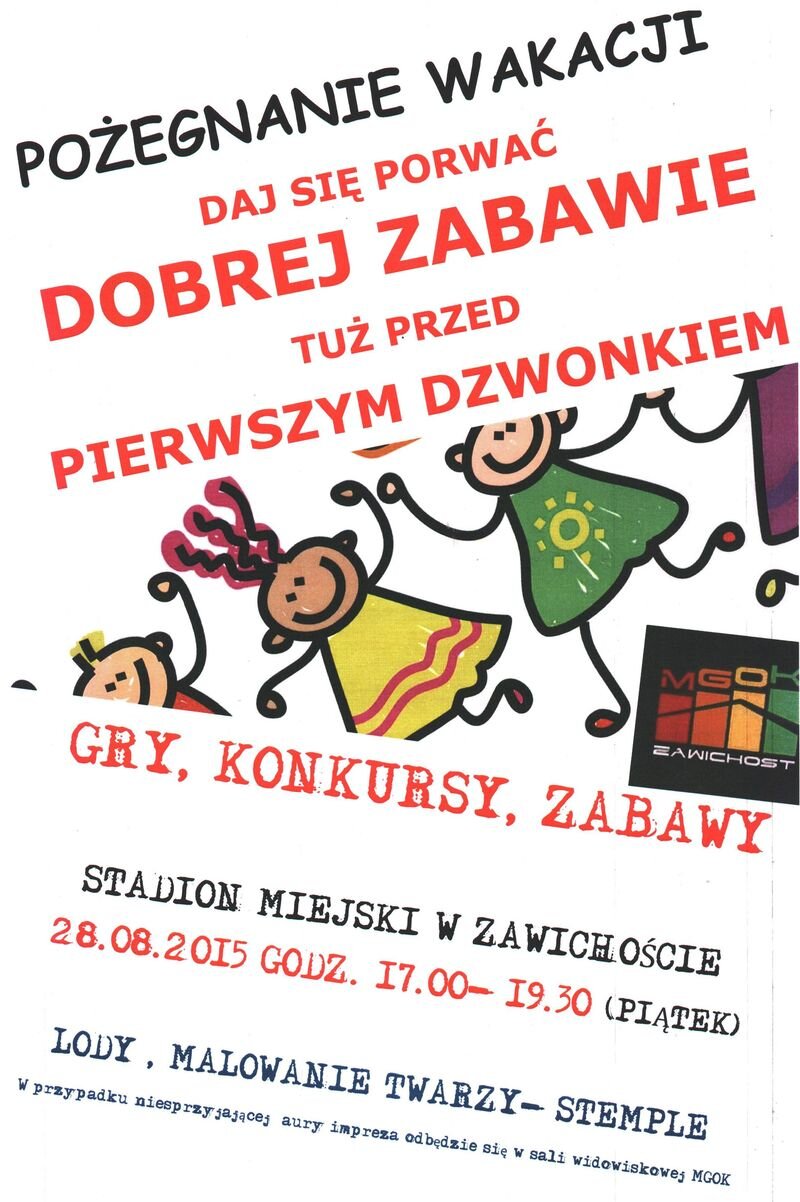 POŻEGNANIE WAKACJI
DAJ SIĘ PORWAĆ
DOBREJ ZABAWIE
TUŻ PRZED
PIERWSZYM DZWONKIEM
MGOK
ZAWICHOST
GRY, KONKURSY, ZABAWY
STADION MIEJSKI W ZAWICHOŚCIE
28.08.2015 GODZ. 17.00- 19.30 (PIĄTEK)
LODY , MALOWANIE TWARZY- STEMPLE
W przypadku niesprzyjającej aury impreza odbędzie się w sali widowiskowej MGOK